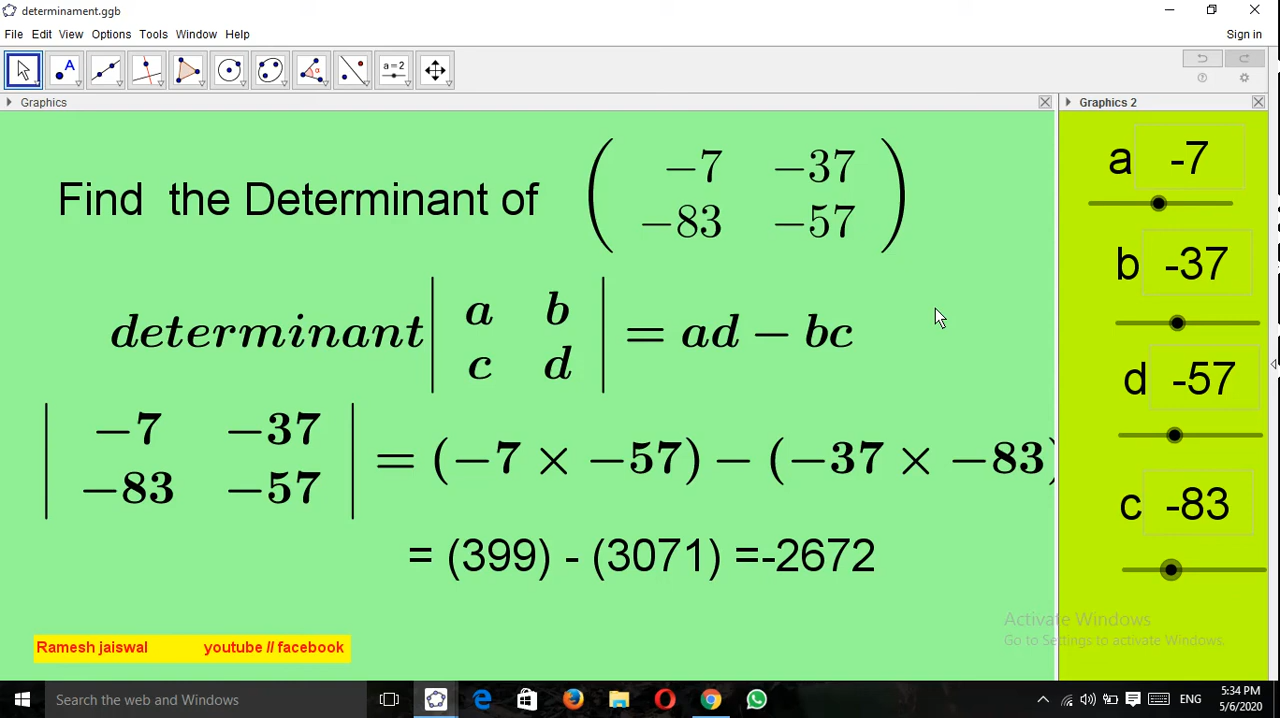 determinament.ggb
File Edit View Options Tools Window Help Sign in
A α a = 2
Graphics
Graphics 2
Find the Determinant of ( −7 −37
−83 −57 )
determinant | a b
c d | = ad − bc
| −7 −37
−83 −57 | = (−7 × −57) − (−37 × −83)
= (399) - (3071) =-2672
Ramesh jaiswal youtube // facebook
a -7
b -37
d -57
c -83
Activate Windows
Go to Settings to activate Windows.
Search the web and Windows
ENG
5:34 PM
5/6/2020